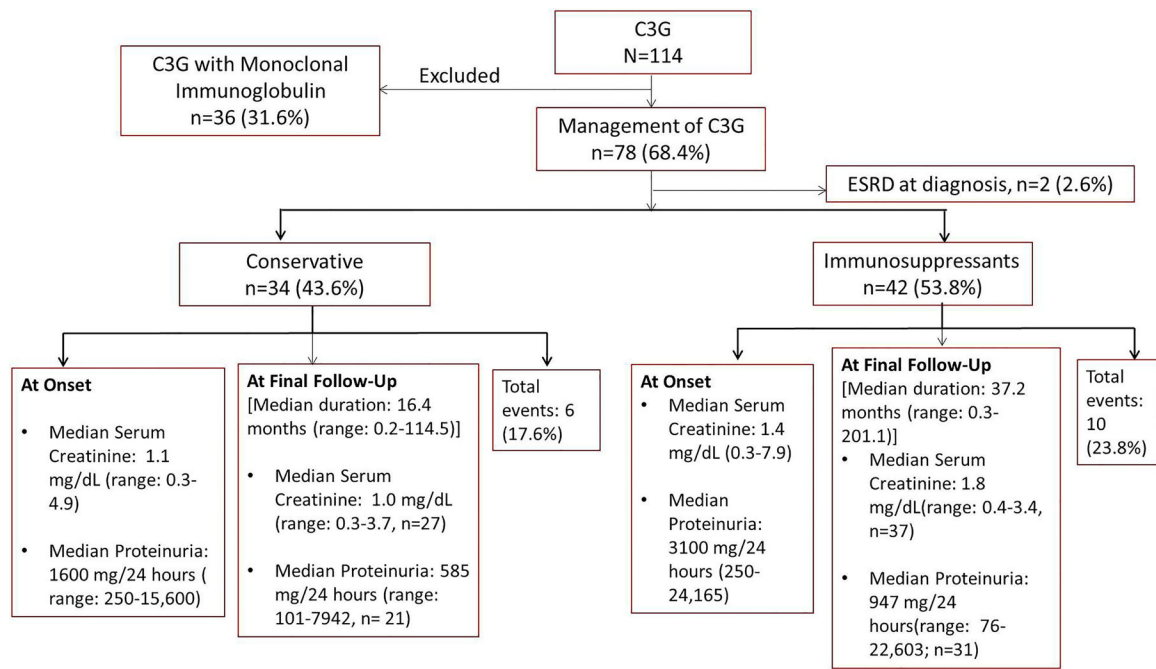 C3G
N=114
C3G with Monoclonal
Immunoglobulin
n=36 (31.6%)
Excluded
Management of C3G
n=78 (68.4%)
ESRD at diagnosis, n=2 (2.6%)
Conservative
n=34 (43.6%)
Immunosuppressants
n=42 (53.8%)
At Onset
• Median Serum
Creatinine: 1.1
mg/dL (range: 0.3-
4.9)
• Median Proteinuria:
1600 mg/24 hours (
range: 250-15,600)
At Final Follow-Up
[Median duration: 16.4
months (range: 0.2-114.5)]
• Median Serum
Creatinine: 1.0 mg/dL
(range: 0.3-3.7, n=27)
• Median Proteinuria: 585
mg/24 hours (range:
101-7942, n= 21)
Total
events: 6
(17.6%)
At Onset
• Median Serum
Creatinine: 1.4
mg/dL (0.3-7.9)
• Median
Proteinuria:
3100 mg/24
hours (250-
24,165)
At Final Follow-Up
[Median duration: 37.2
months (range: 0.3-
201.1)]
• Median Serum
Creatinine: 1.8
mg/dL(range: 0.4-3.4,
n=37)
• Median Proteinuria:
947 mg/24
hours(range: 76-
22,603; n=31)
Total
events:
10
(23.8%)